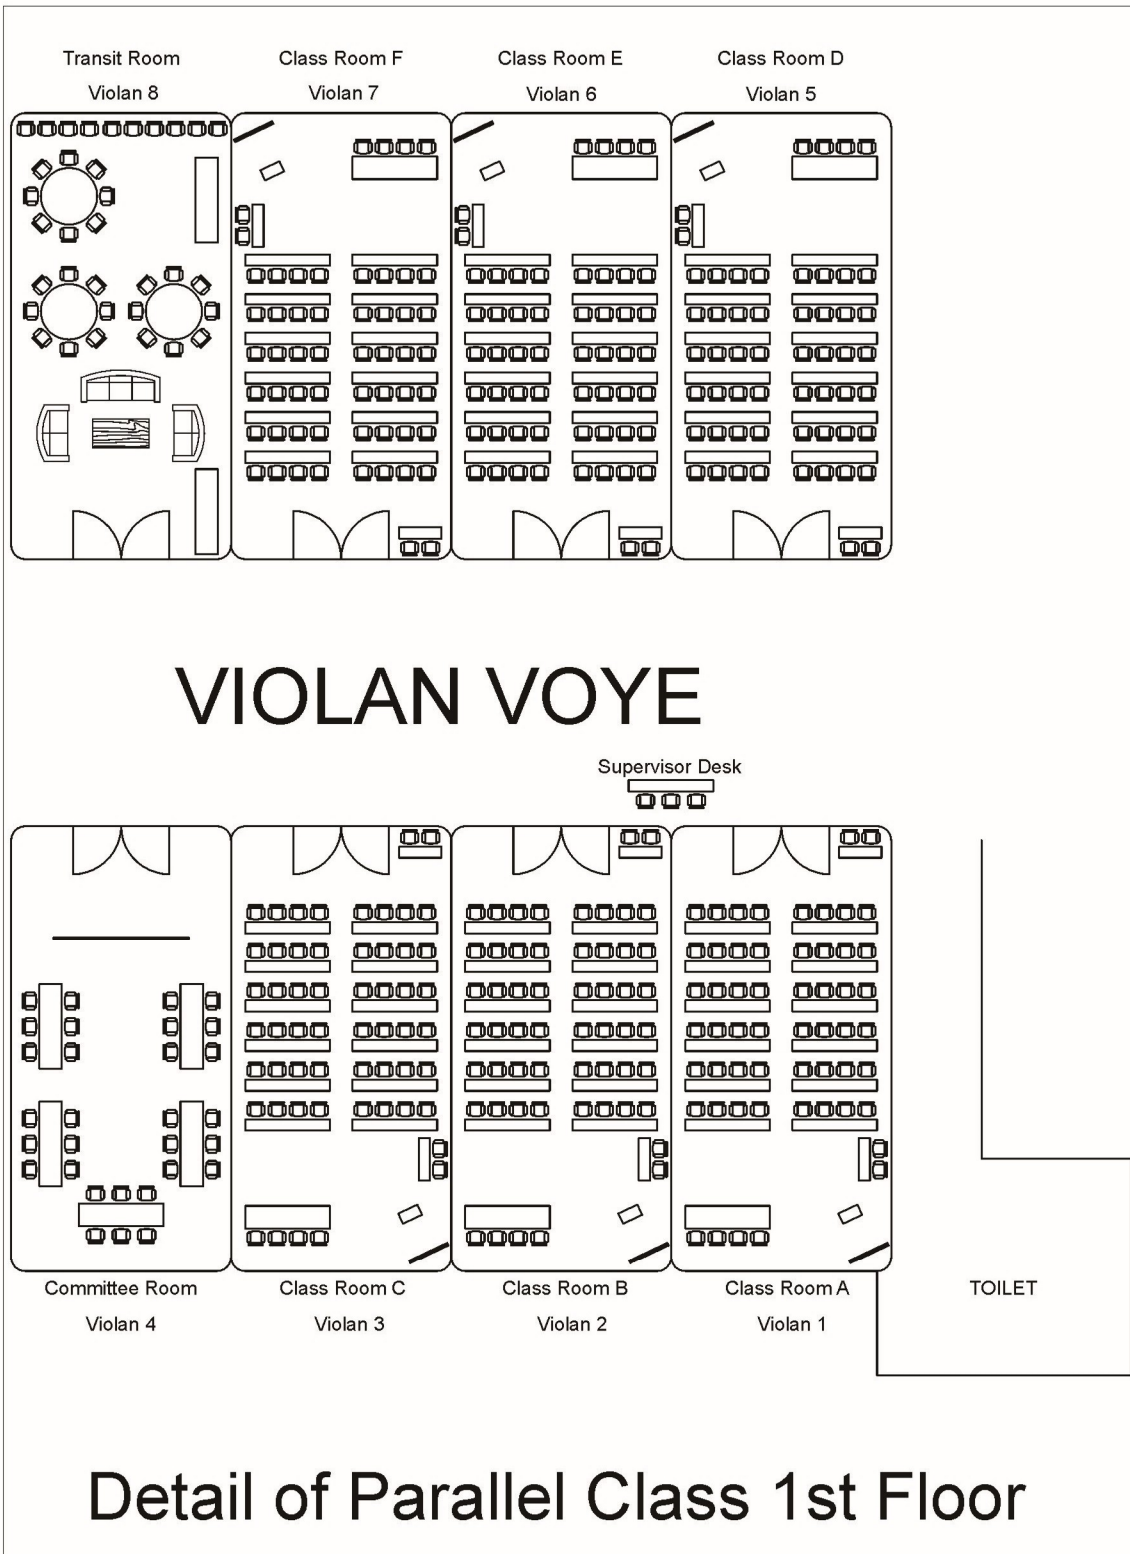 Transit Room
Class Room F
Class Room E
Class Room D
Violan 8
Violan 7
Violan 6
Violan 5
VIOLAN VOYE
Supervisor Desk
Committee Room
Class Room C
Class Room B
Class Room A
TOILET
Violan 4
Violan 3
Violan 2
Violan 1
Detail of Parallel Class 1st Floor